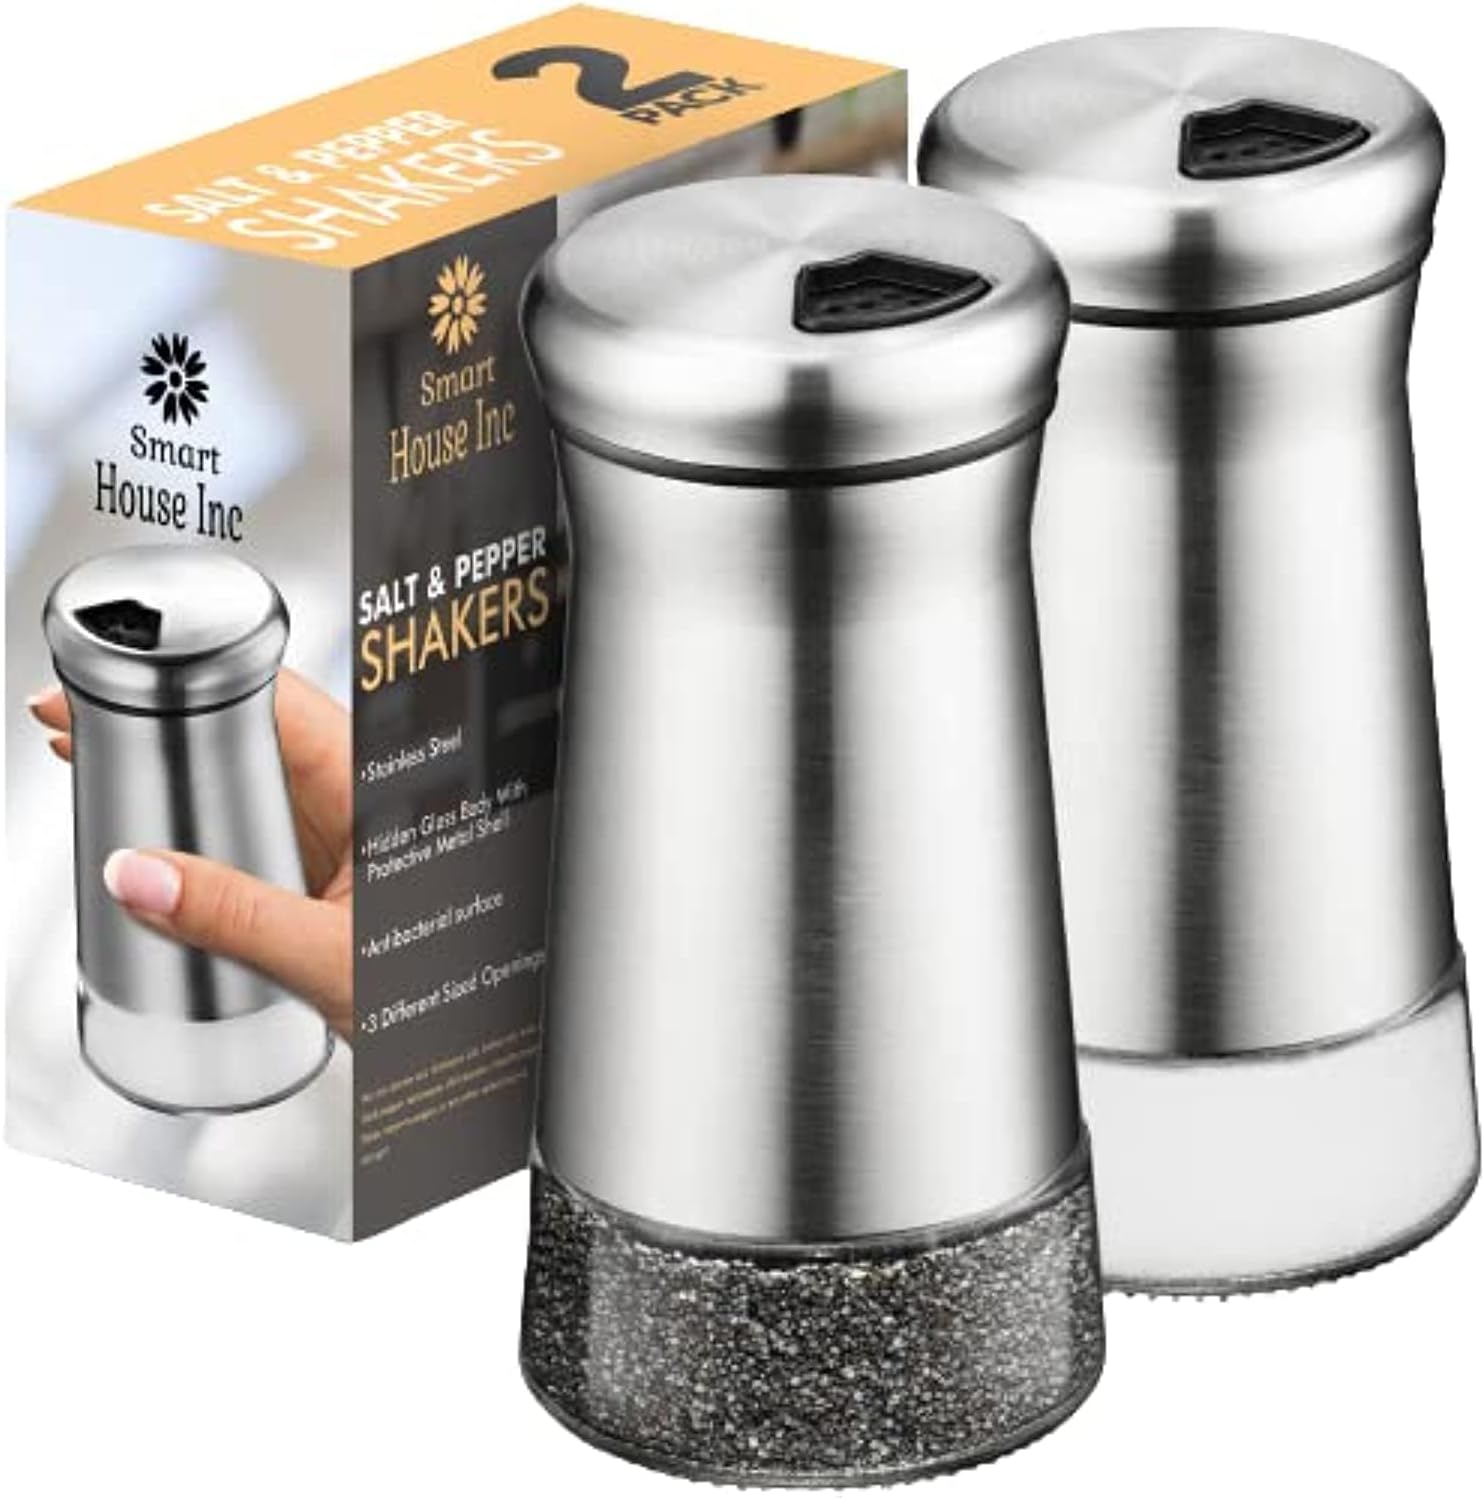 2
PACK
SALT & PEPPER
SHAKERS
Smart
House Inc
Smart
House Inc
SALT & PEPPER
SHAKERS
•Stainless Steel
•Hidden Glass Body With
Protective Metal Shell
•Antibacterial surface
•3 Different Sized Openings